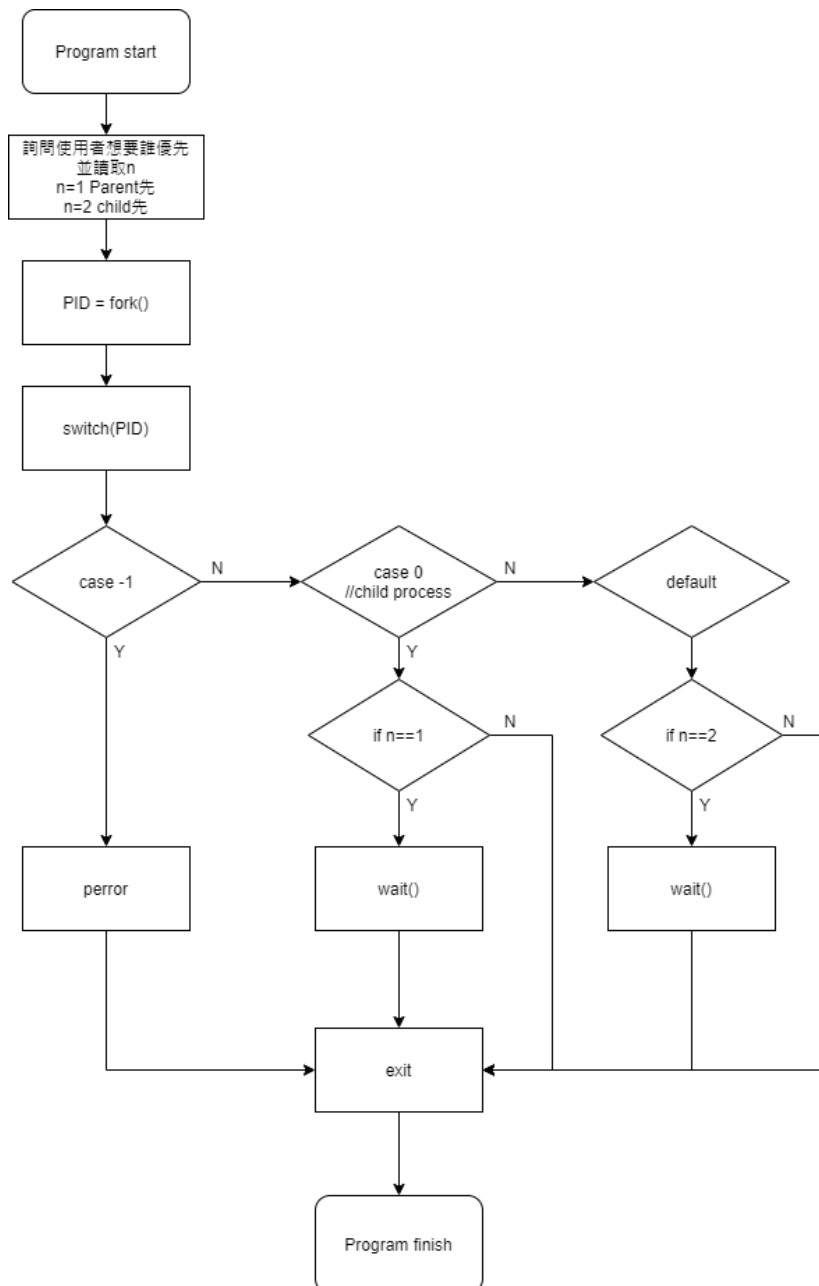 Program start
詢問使用者想要誰優先
並讀取n
n=1 Parent先
n=2 child先
PID = fork()
switch(PID)
case -1
N
case 0
//child process
N
default
Y
Y
if n==1
N
if n==2
N
Y
Y
perror
wait()
wait()
exit
Program finish